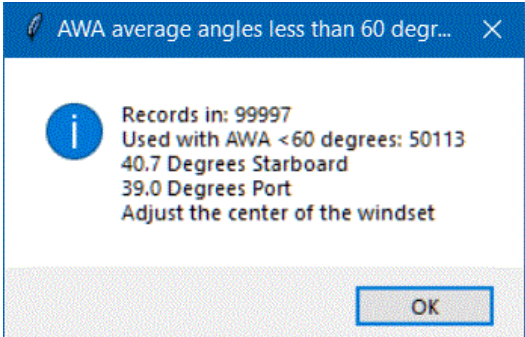 AWA average angles less than 60 degr...
Records in: 99997
Used with AWA <60 degrees: 50113
40.7 Degrees Starboard
39.0 Degrees Port
Adjust the center of the windset
OK